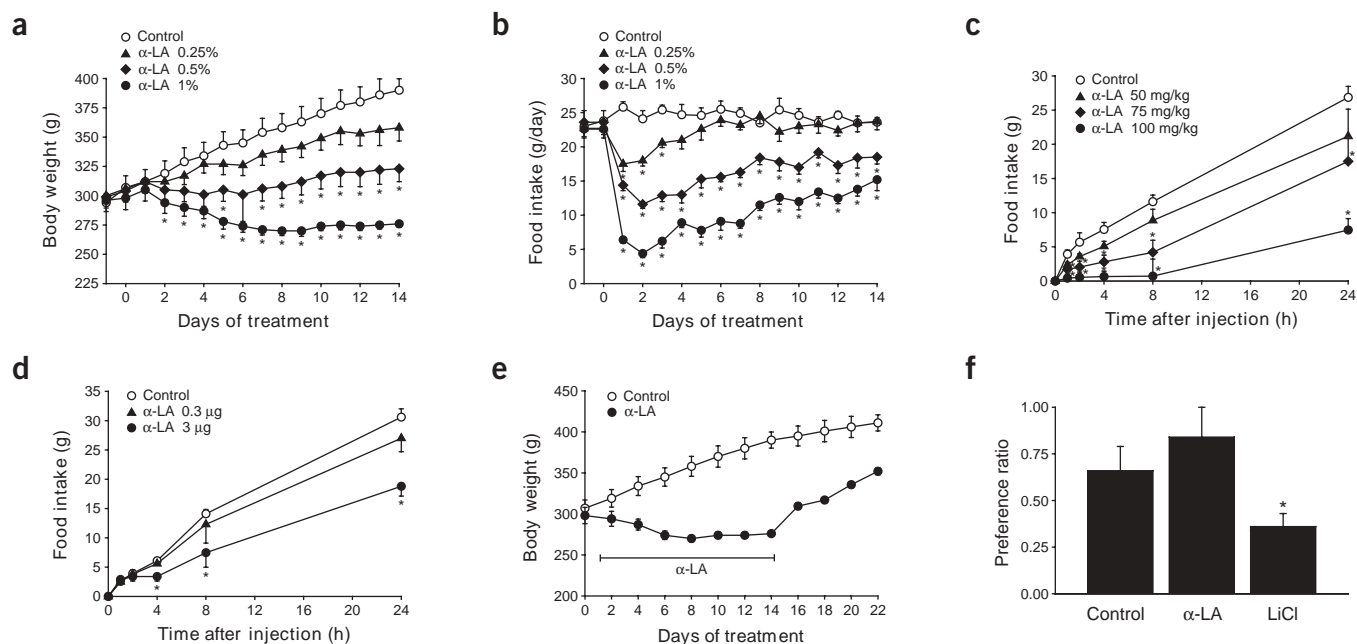 a
Control
α-LA 0.25%
α-LA 0.5%
α-LA 1%
Body weight (g)
400
375
350
325
300
275
250
225
0 2 4 6 8 10 12 14
Days of treatment
b
Control
α-LA 0.25%
α-LA 0.5%
α-LA 1%
Food intake (g/day)
30
25
20
15
10
5
0
0 2 4 6 8 10 12 14
Days of treatment
c
Control
α-LA 50 mg/kg
α-LA 75 mg/kg
α-LA 100 mg/kg
Food intake (g)
30
25
20
15
10
5
0
0 4 8 12 16 20 24
Time after injection (h)
d
Control
α-LA 0.3 µg
α-LA 3 µg
Food intake (g)
35
30
25
20
15
10
5
0
0 4 8 12 16 20 24
Time after injection (h)
e
Control
α-LA
Body weight (g)
450
400
350
300
250
200
α-LA
0 2 4 6 8 10 12 14 16 18 20 22
Days of treatment
f
Preference ratio
1.00
0.75
0.50
0.25
0.00
*
Control α-LA LiCl